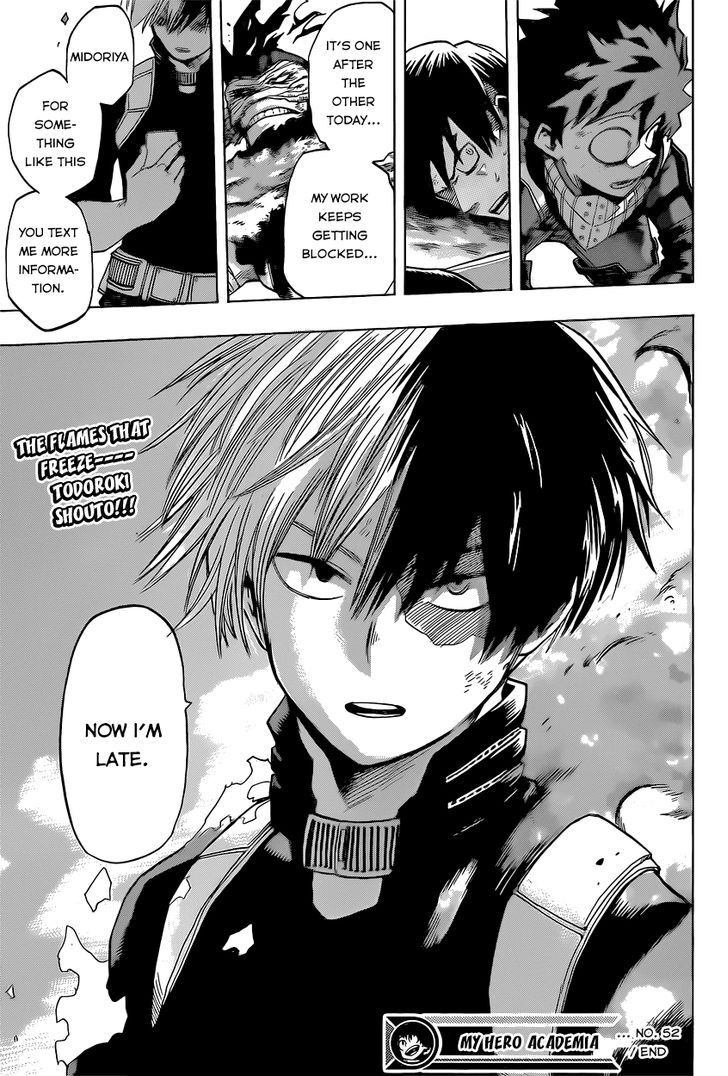 IT'S ONE
AFTER
THE
OTHER
TODAY...
MY WORK
KEEPS
GETTING
BLOCKED...
MIDORIYA
FOR
SOME-
THING
LIKE THIS
YOU TEXT
ME MORE
INFORMA-
TION.
THE FLAMES THAT
FREEZE----
TODOROKI
SHOUTO!!!
NOW I'M
LATE.
MY HERO ACADEMIA
... NO. 52
/ END